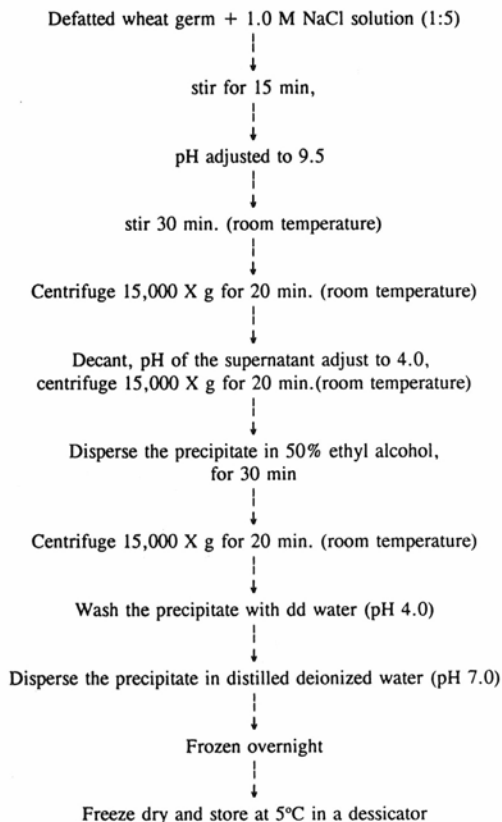 Defatted wheat germ + 1.0 M NaCl solution (1:5)
stir for 15 min,
pH adjusted to 9.5
stir 30 min. (room temperature)
Centrifuge 15,000 X g for 20 min. (room temperature)
Decant, pH of the supernatant adjust to 4.0,
centrifuge 15,000 X g for 20 min.(room temperature)
Disperse the precipitate in 50% ethyl alcohol,
for 30 min
Centrifuge 15,000 X g for 20 min. (room temperature)
Wash the precipitate with dd water (pH 4.0)
Disperse the precipitate in distilled deionized water (pH 7.0)
Frozen overnight
Freeze dry and store at 5°C in a dessicator